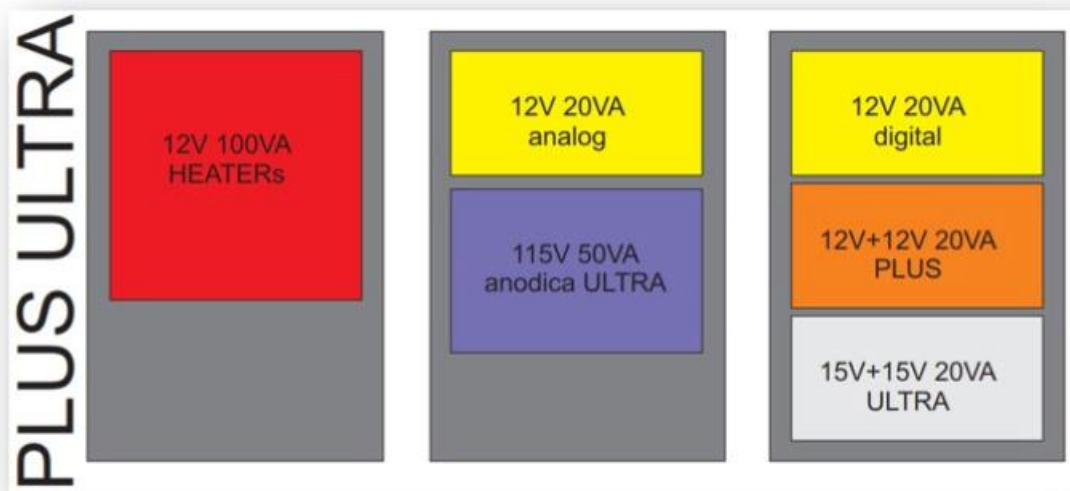 PLUS ULTRA
12V 100VA
HEATERs
12V 20VA
analog
115V 50VA
anodica ULTRA
12V 20VA
digital
12V+12V 20VA
PLUS
15V+15V 20VA
ULTRA